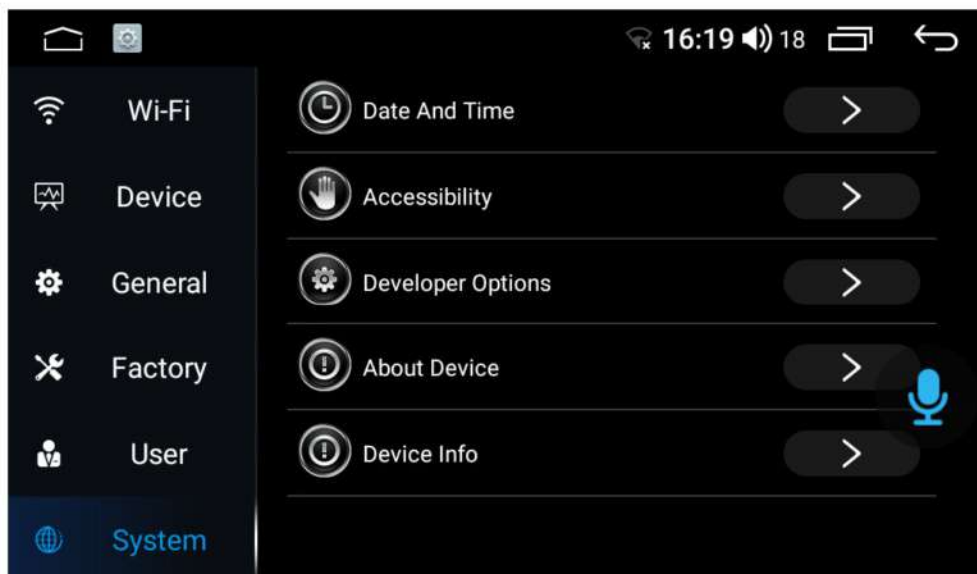 16:19 18
Wi-Fi
Device
General
Factory
User
System
Date And Time
Accessibility
Developer Options
About Device
Device Info